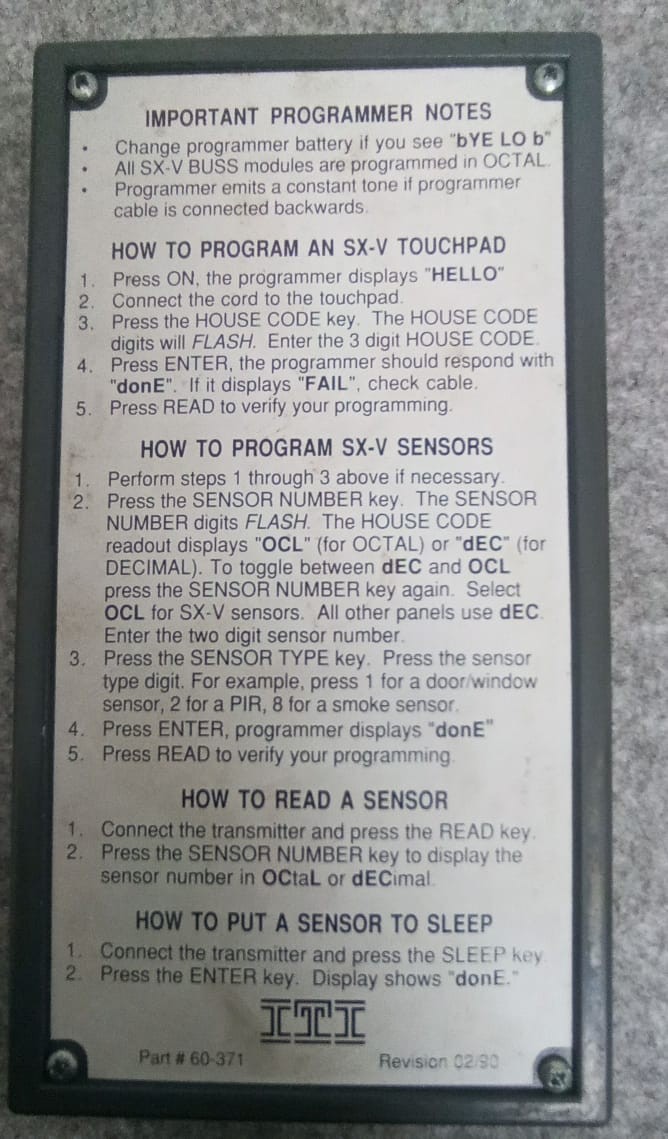 IMPORTANT PROGRAMMER NOTES
• Change programmer battery if you see "bYE LO b"
• All SX-V BUSS modules are programmed in OCTAL.
• Programmer emits a constant tone if programmer
cable is connected backwards.
HOW TO PROGRAM AN SX-V TOUCHPAD
1. Press ON, the programmer displays "HELLO"
2. Connect the cord to the touchpad.
3. Press the HOUSE CODE key. The HOUSE CODE
digits will FLASH. Enter the 3 digit HOUSE CODE.
4. Press ENTER, the programmer should respond with
"donE". If it displays "FAIL", check cable.
5. Press READ to verify your programming.
HOW TO PROGRAM SX-V SENSORS
1. Perform steps 1 through 3 above if necessary.
2. Press the SENSOR NUMBER key. The SENSOR
NUMBER digits FLASH. The HOUSE CODE
readout displays "OCL" (for OCTAL) or "dEC" (for
DECIMAL). To toggle between dEC and OCL
press the SENSOR NUMBER key again. Select
OCL for SX-V sensors. All other panels use dEC.
Enter the two digit sensor number.
3. Press the SENSOR TYPE key. Press the sensor
type digit. For example, press 1 for a door/window
sensor, 2 for a PIR, 8 for a smoke sensor.
4. Press ENTER, programmer displays "donE"
5. Press READ to verify your programming.
HOW TO READ A SENSOR
1. Connect the transmitter and press the READ key.
2. Press the SENSOR NUMBER key to display the
sensor number in OCtaL or dECimal.
HOW TO PUT A SENSOR TO SLEEP
1. Connect the transmitter and press the SLEEP key.
2. Press the ENTER key. Display shows "donE."
ITI
Part # 60-371 Revision 02/90